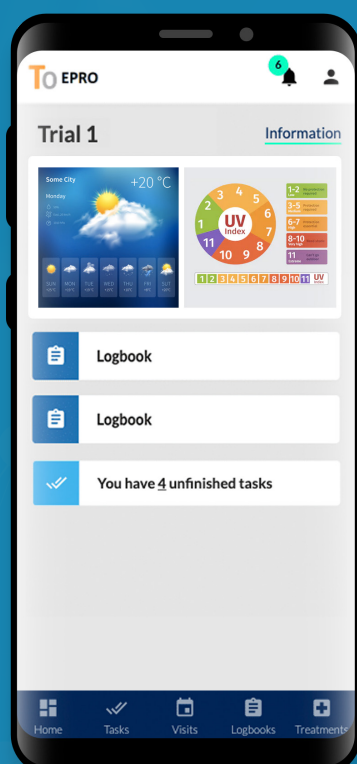 6
TO EPRO
Trial 1
Information
Some City
+20 °C
Monday
SUN MON TUE WED THU FRI SAT
1 2 3 4 5 6 7 8 9 10 11
UV
Index
1-2
3-5
6-7
8-10
11
1 2 3 4 5 6 7 8 9 10 11 UV
Logbook
Logbook
You have 4 unfinished tasks
Home Tasks Visits Logbooks Treatments